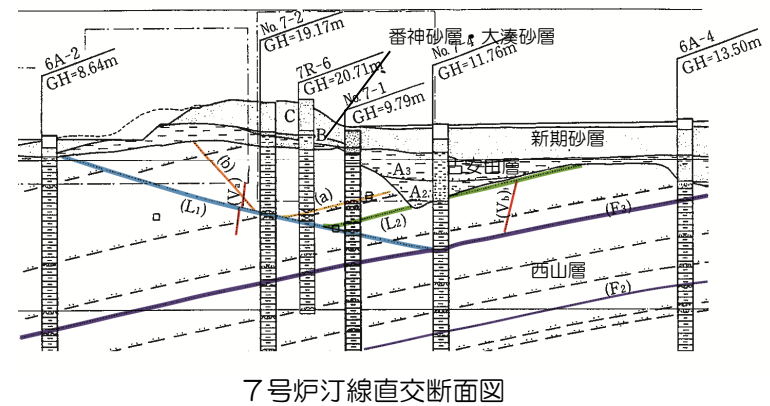 6A-2
GH=8.64m
No.7-2
GH=19.17m
7R-6
GH=20.71m
No.7-1
GH=9.79m
番神砂層・大湊砂層
No.7-4
GH=11.76m
6A-4
GH=13.50m
C
B
新期砂層
A₃
古安田層
A₂
(b)
(a)
(L₁)
(L₂)
(F₃)
西山層
(F₂)
7号炉汀線直交断面図